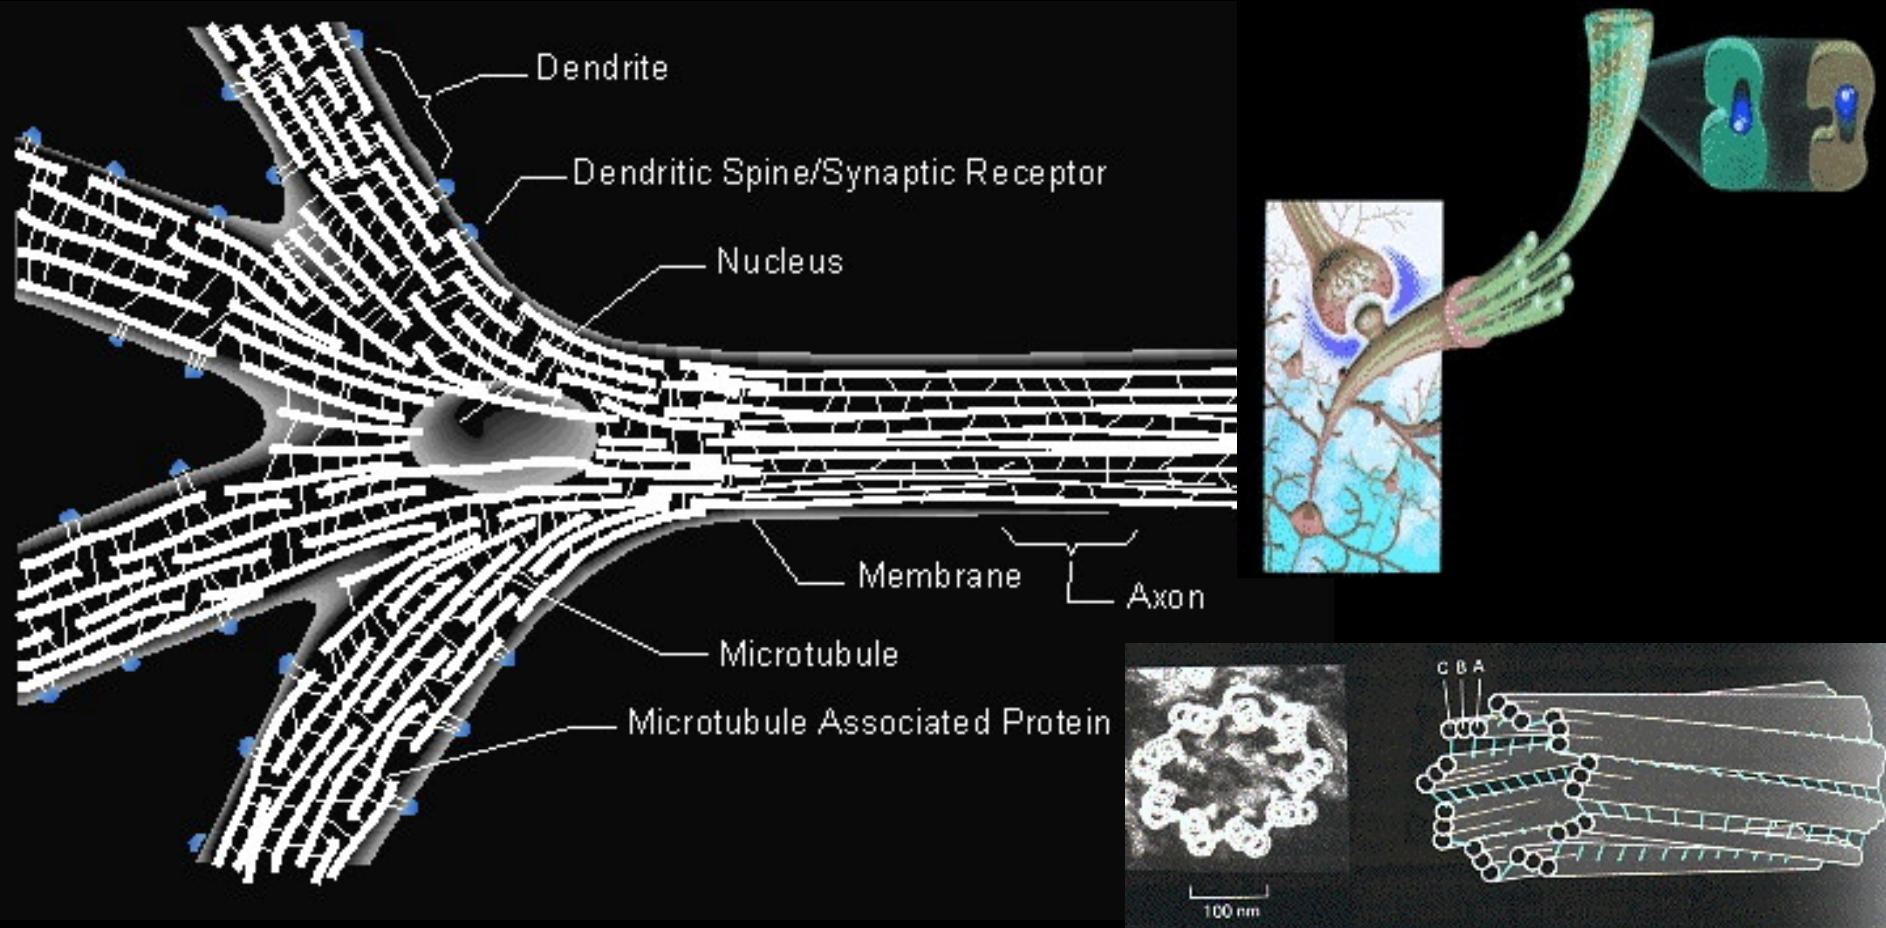 Dendrite
Dendritic Spine/Synaptic Receptor
Nucleus
Membrane
Axon
Microtubule
Microtubule Associated Protein
C B A
100 nm